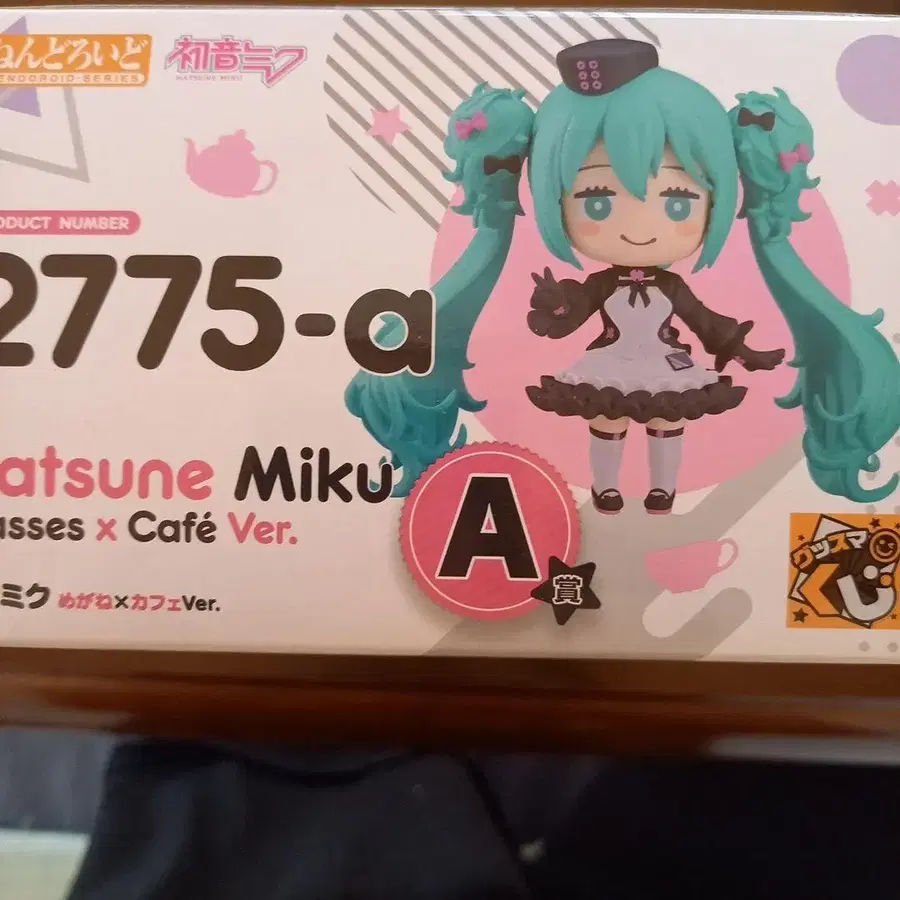 ねんどろいど
ENDOROID SERIES
初音ミク
HATSUNE MIKU
ODUCT NUMBER
2775-a
atsune Miku
asses x Café Ver.
ミク めがね×カフェVer.
A
賞
グッスマ
くじ